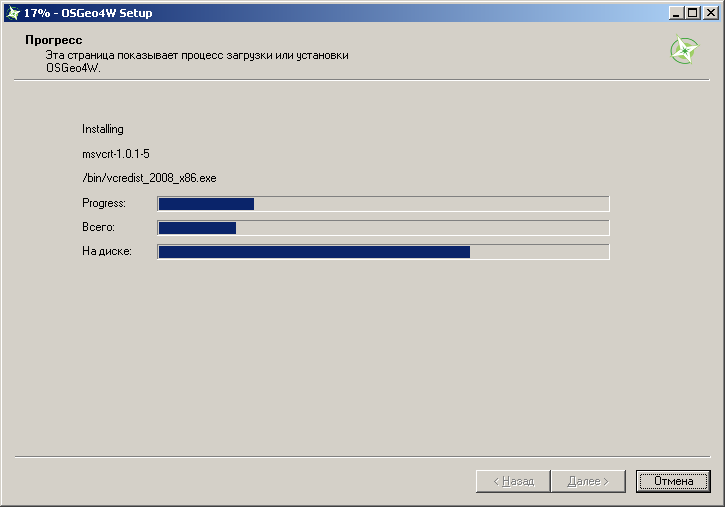 17% - OSGeo4W Setup
Прогресс
Эта страница показывает процесс загрузки или установки
OSGeo4W.
Installing
msvcrt-1.0.1-5
/bin/vcredist_2008_x86.exe
Progress:
Всего:
На диске:
< Назад Далее > Отмена